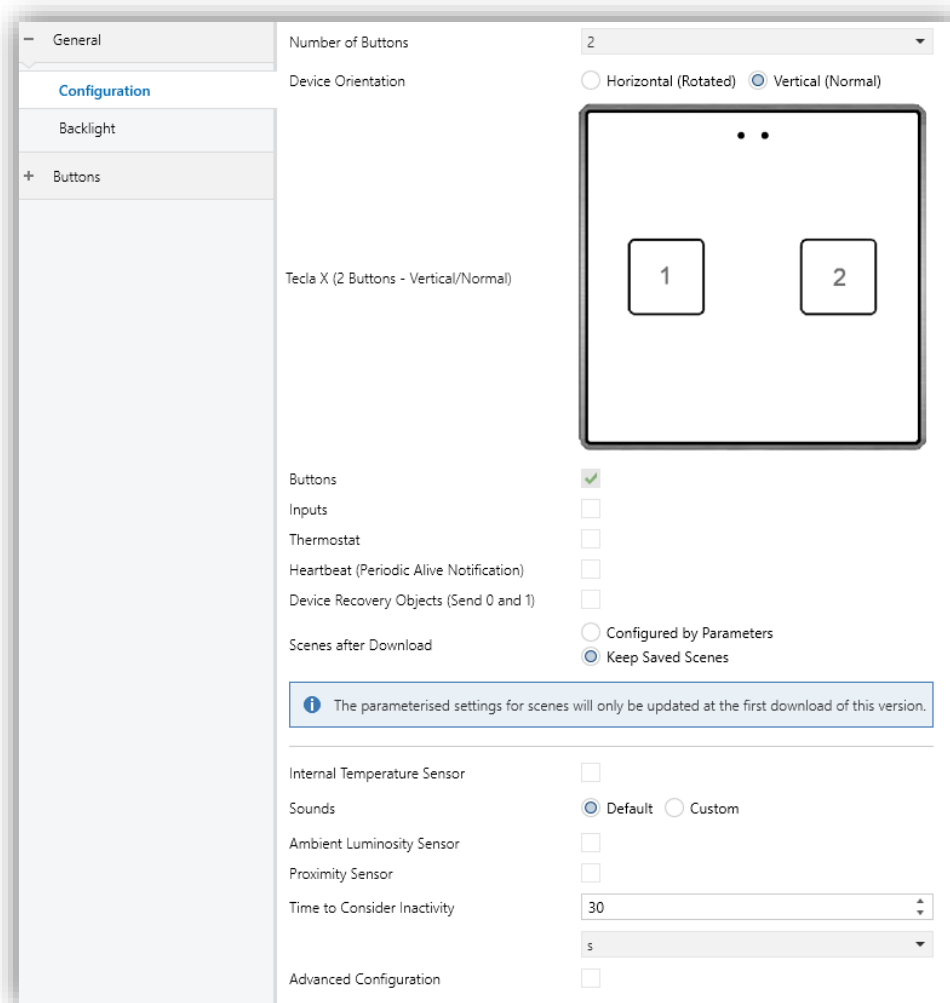 General
Configuration
Backlight
Buttons
Number of Buttons 2
Device Orientation Horizontal (Rotated) Vertical (Normal)
Tecla X (2 Buttons - Vertical/Normal) 1 2
Buttons
Inputs
Thermostat
Heartbeat (Periodic Alive Notification)
Device Recovery Objects (Send 0 and 1)
Scenes after Download Configured by Parameters
Keep Saved Scenes
The parameterised settings for scenes will only be updated at the first download of this version.
Internal Temperature Sensor
Sounds Default Custom
Ambient Luminosity Sensor
Proximity Sensor
Time to Consider Inactivity 30
s
Advanced Configuration